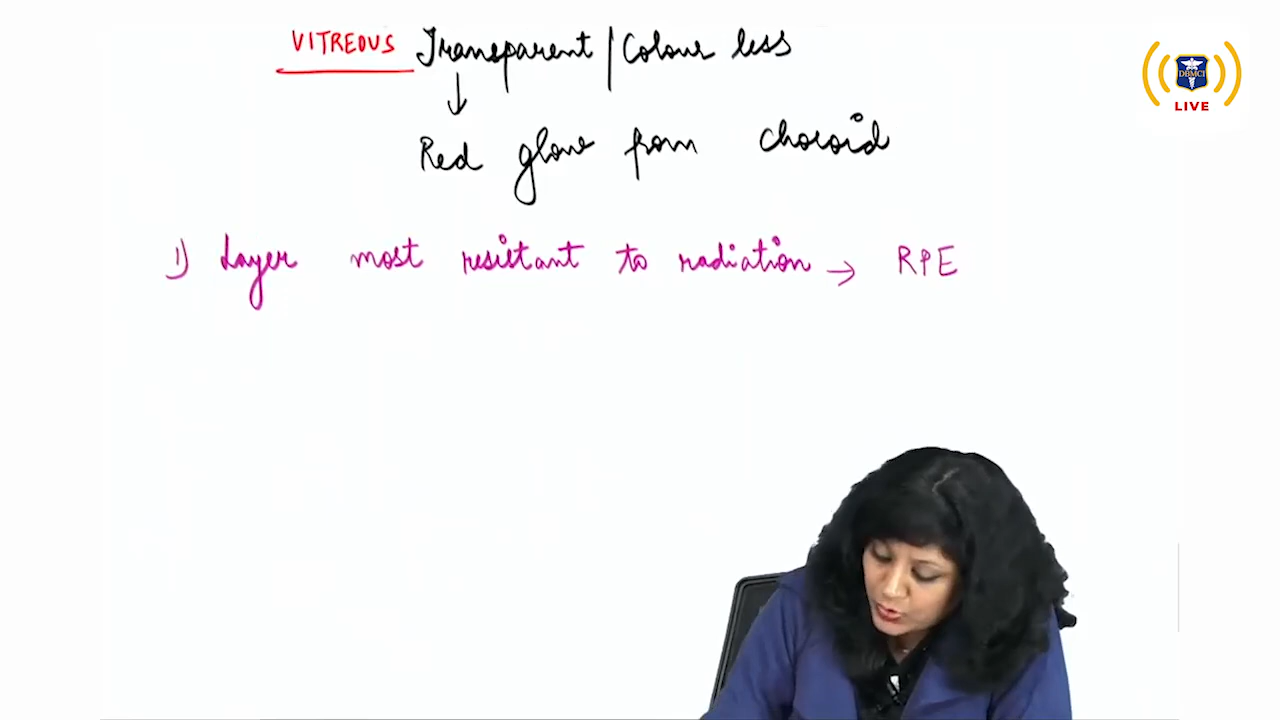 VITREOUS Transparent / Colour less
↓
Red glow from choroid
1) Layer most resistant to radiation → RPE
DBMCI
LIVE